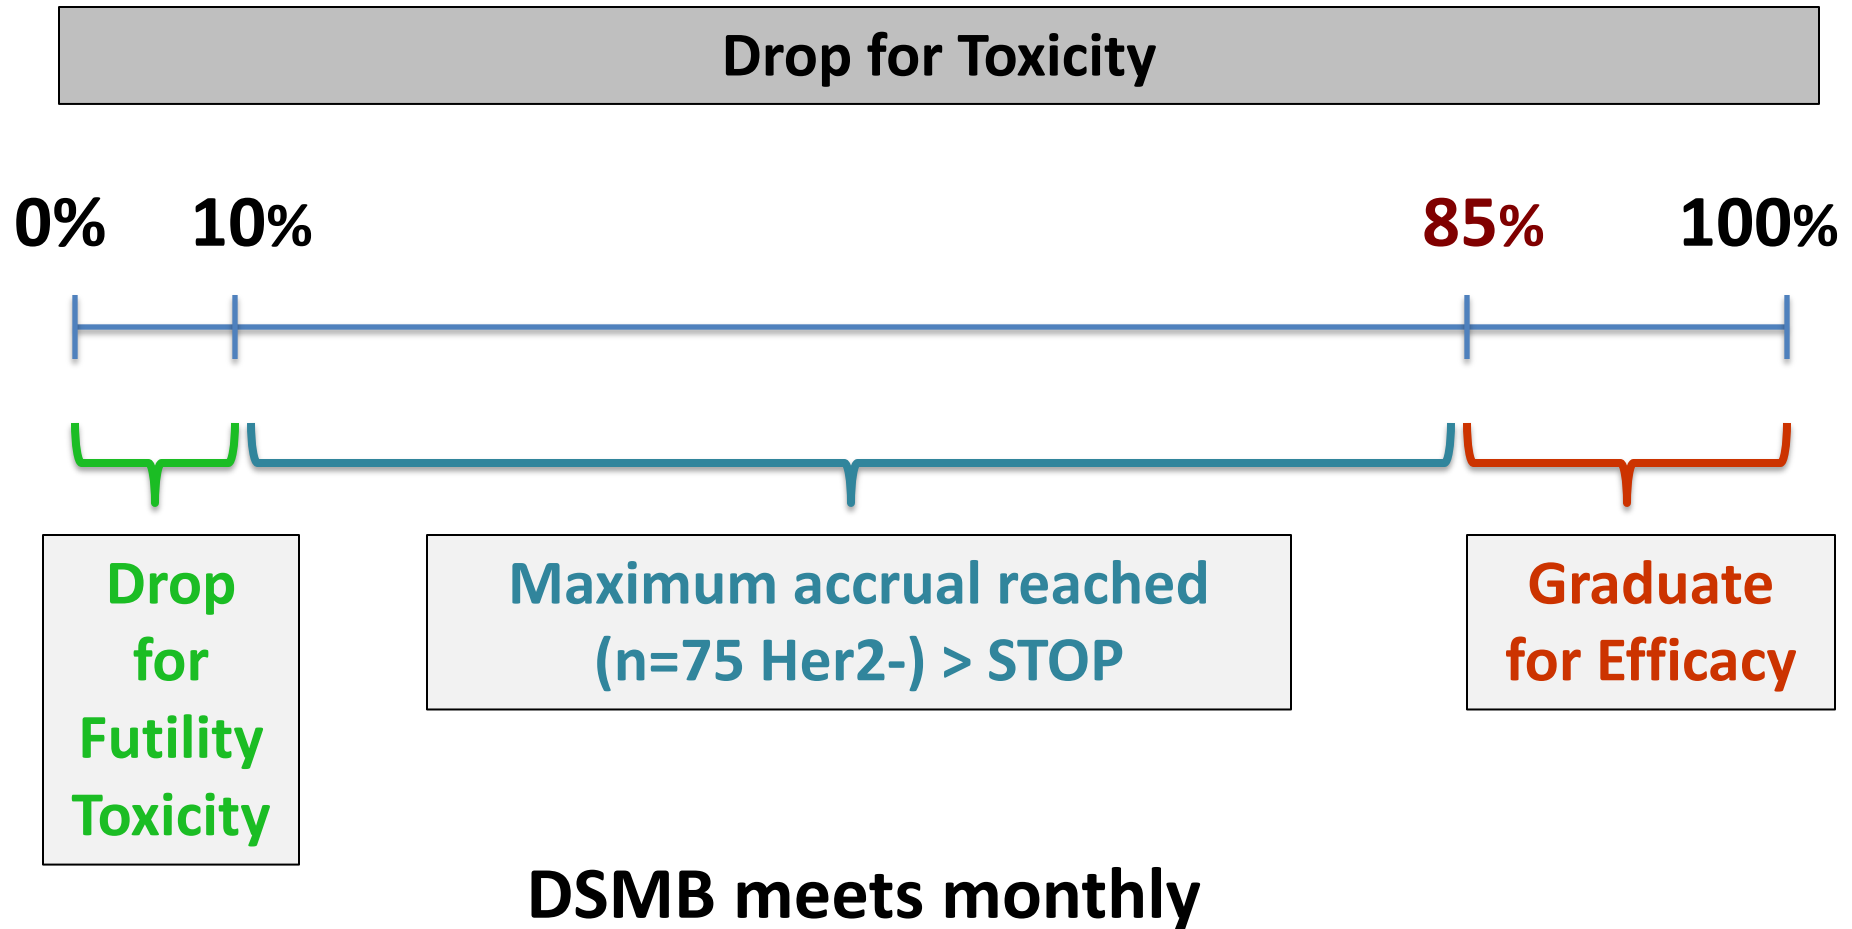 Drop for Toxicity
0% 10% 85% 100%
Drop
for
Futility
Toxicity
Maximum accrual reached
(n=75 Her2-) > STOP
Graduate
for Efficacy
DSMB meets monthly